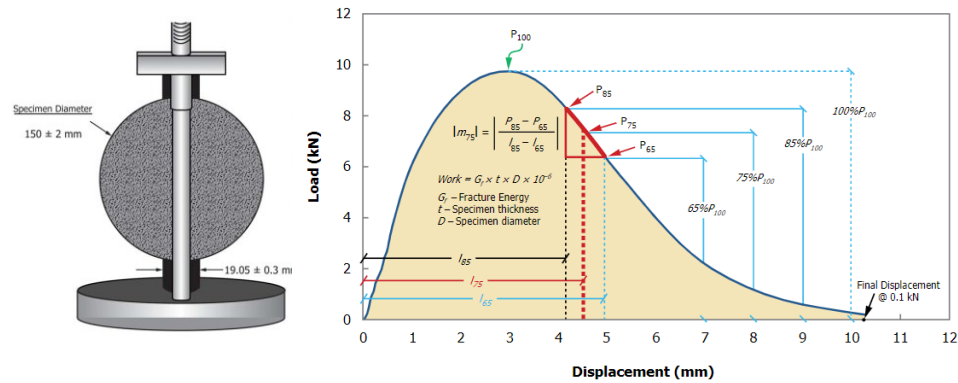 Specimen Diameter
150 ± 2 mm
19.05 ± 0.3 m
12
10
8
6
4
2
0
Load (kN)
P100
P85
P75
P65
|m75| = | P85 − P65 / l85 − l65 |
Work = Gf × t × D × 10-6
Gf – Fracture Energy
t – Specimen thickness
D – Specimen diameter
100%P100
85%P100
75%P100
65%P100
l85
l75
l65
Final Displacement
@ 0.1 kN
0 1 2 3 4 5 6 7 8 9 10 11 12
Displacement (mm)